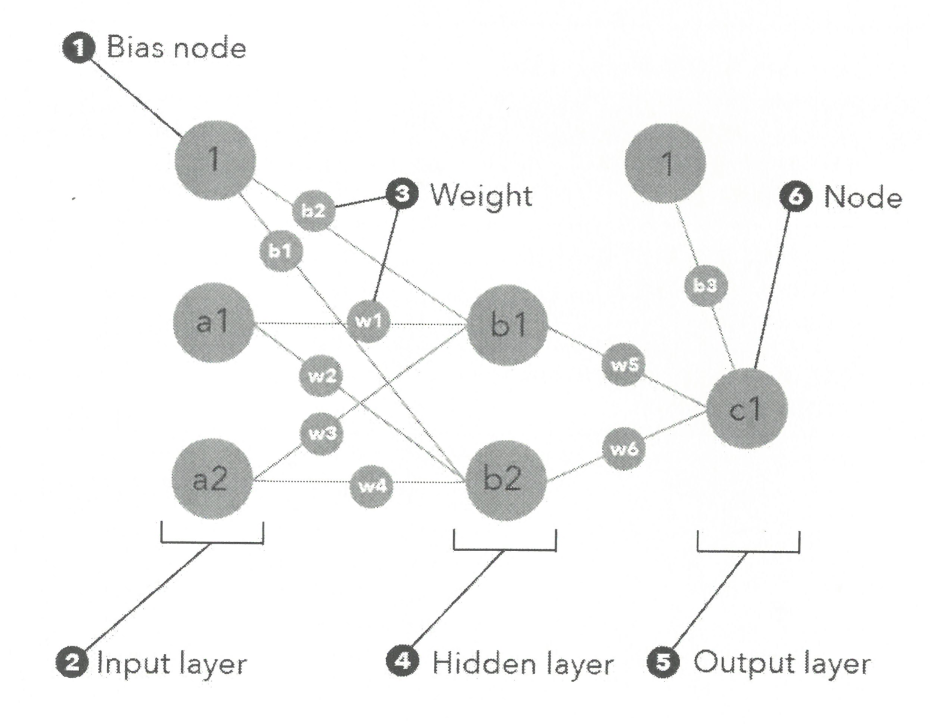 1 Bias node
1
1
b2
3 Weight
6 Node
b1
b3
a1
w1
b1
w2
w5
c1
w3
w6
a2
w4
b2
2 Input layer
4 Hidden layer
5 Output layer